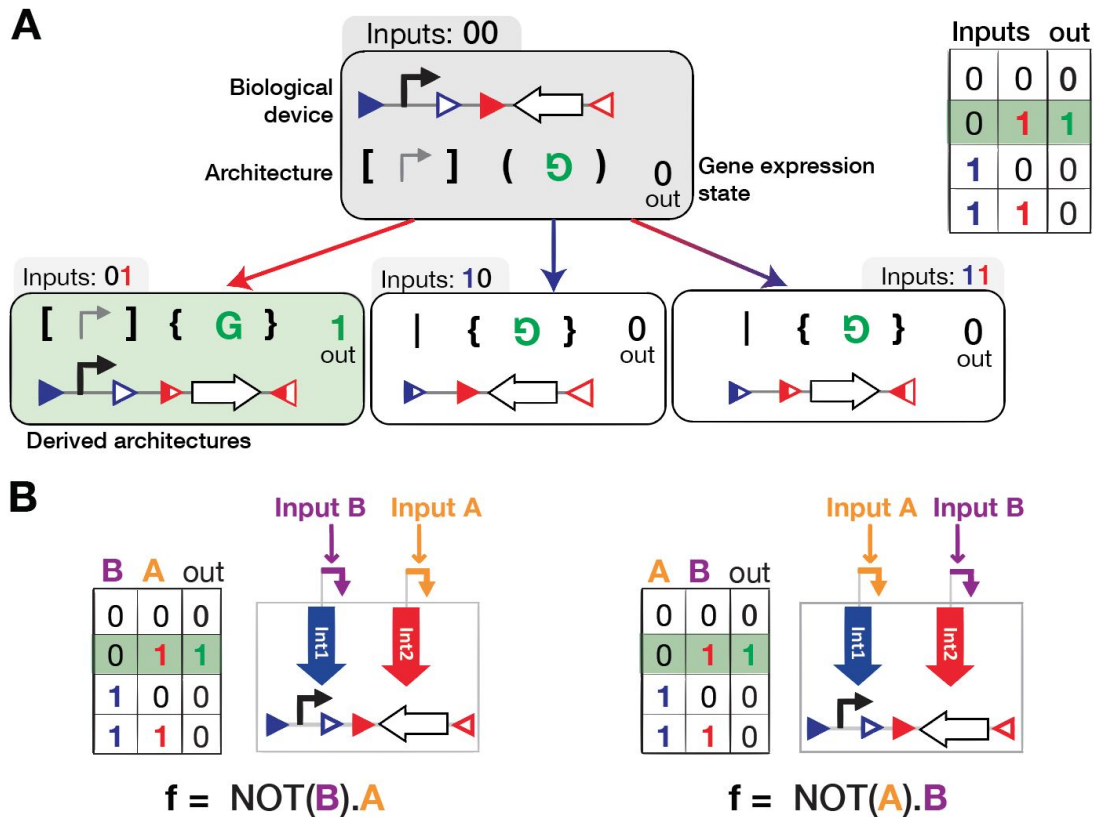 A
Inputs: 00
Biological
device
Architecture
[ ] ( G ) 0
out
Gene expression
state
Inputs out
0 0 0
0 1 1
1 0 0
1 1 0
Inputs: 01
[ ] { G } 1
out
Inputs: 10
| { G } 0
out
Inputs: 11
| { G } 0
out
Derived architectures
B
Input B Input A
B A out
0 0 0
0 1 1
1 0 0
1 1 0
Int1 Int2
f = NOT(B).A
Input A Input B
A B out
0 0 0
0 1 1
1 0 0
1 1 0
Int1 Int2
f = NOT(A).B